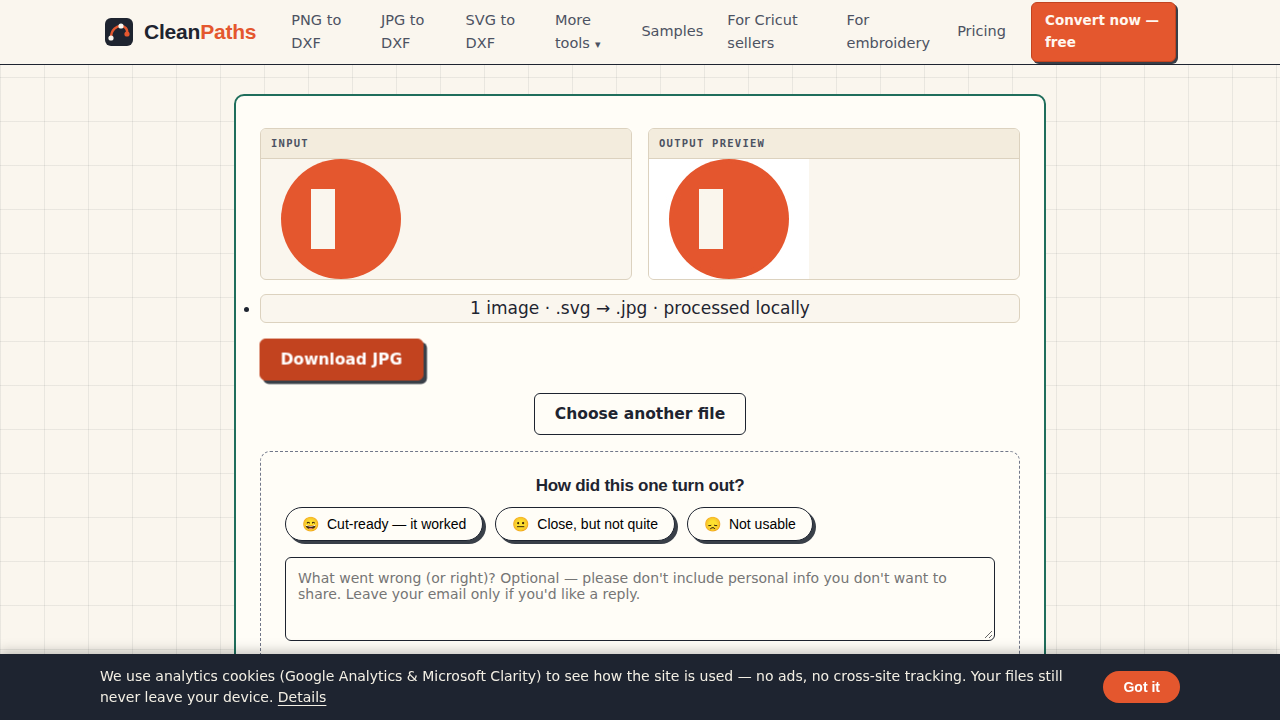 CleanPaths
PNG to DXF
JPG to DXF
SVG to DXF
More tools ▾
Samples
For Cricut sellers
For embroidery
Pricing
Convert now — free
INPUT
OUTPUT PREVIEW
1 image · .svg → .jpg · processed locally
Download JPG
Choose another file
How did this one turn out?
😄 Cut-ready — it worked
😐 Close, but not quite
😞 Not usable
What went wrong (or right)? Optional — please don't include personal info you don't want to
share. Leave your email only if you'd like a reply.
We use analytics cookies (Google Analytics & Microsoft Clarity) to see how the site is used — no ads, no cross-site tracking. Your files still
never leave your device. Details
Got it